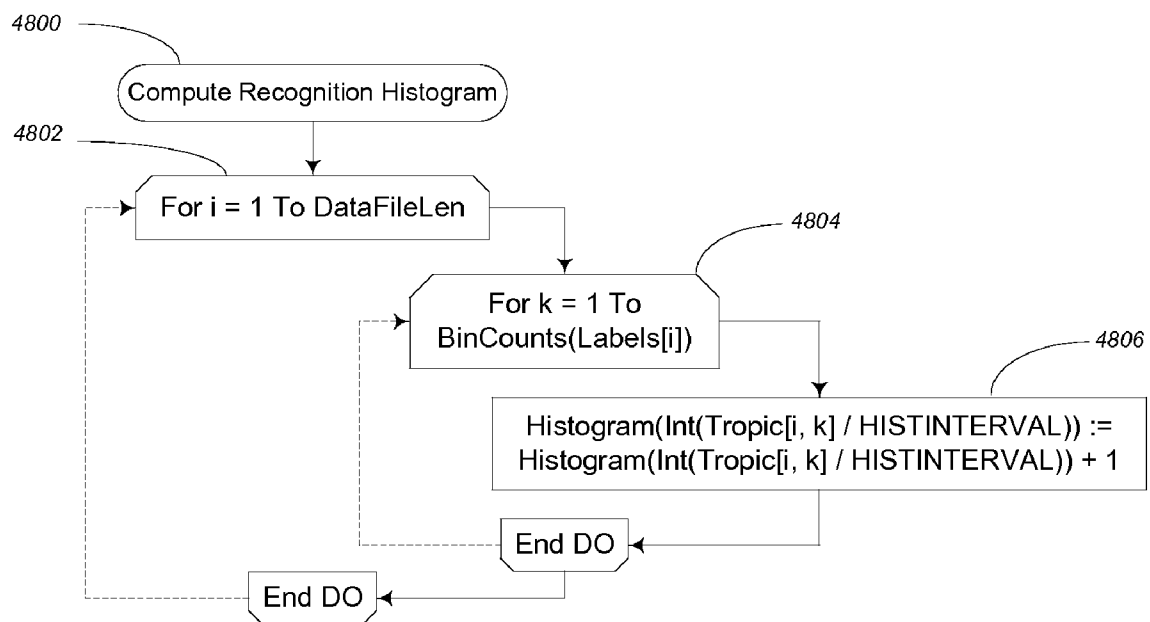 4800
Compute Recognition Histogram
4802
For i = 1 To DataFileLen
4804
For k = 1 To
BinCounts(Labels[i])
4806
Histogram(Int(Tropic[i, k] / HISTINTERVAL)) :=
Histogram(Int(Tropic[i, k] / HISTINTERVAL)) + 1
End DO
End DO